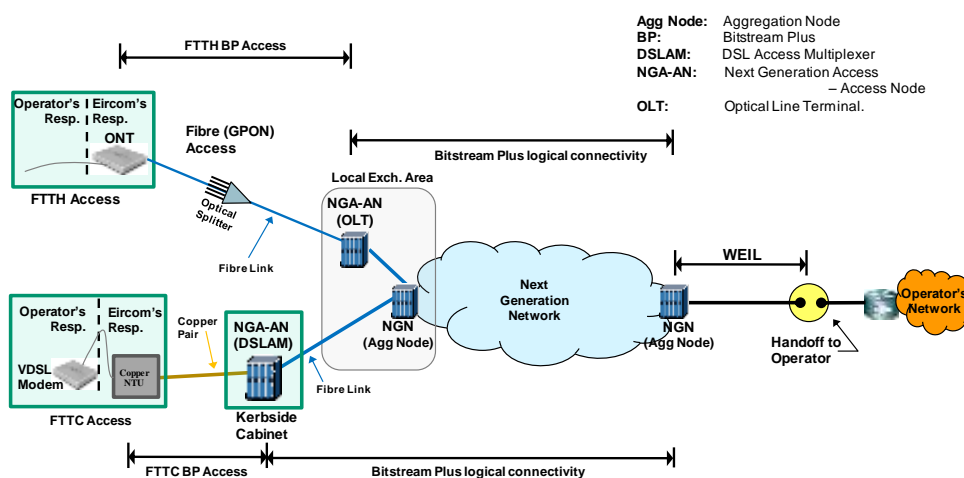 Agg Node: Aggregation Node
BP: Bitstream Plus
DSLAM: DSL Access Multiplexer
NGA-AN: Next Generation Access
– Access Node
OLT: Optical Line Terminal.
FTTH BP Access
Operator's
Resp.
Eircom's
Resp.
ONT
FTTH Access
Fibre (GPON)
Access
Optical
Splitter
Fibre Link
Bitstream Plus logical connectivity
Local Exch. Area
NGA-AN
(OLT)
NGN
(Agg Node)
Next
Generation
Network
WEIL
NGN
(Agg Node)
Handoff to
Operator
Operator's
Network
Operator's
Resp.
Eircom's
Resp.
VDSL
Modem
Copper
NTU
FTTC Access
Copper
Pair
NGA-AN
(DSLAM)
Fibre Link
Kerbside
Cabinet
FTTC BP Access
Bitstream Plus logical connectivity